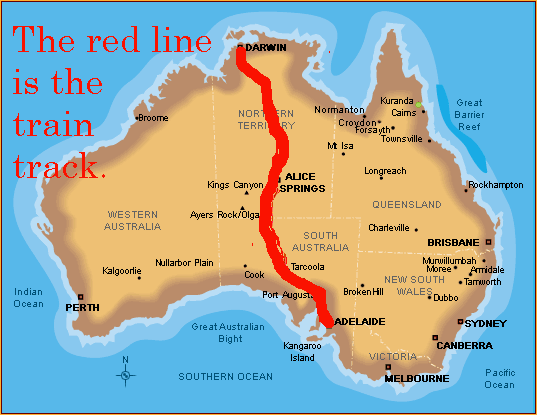 The red line
is the
train
track.
DARWIN
NORTHERN
TERRITORY
Broome
Normanton
Croydon
Forsayth
Kuranda
Cairns
Great
Barrier
Reef
Townsville
Mt Isa
Longreach
Rockhampton
Kings Canyon
ALICE
SPRINGS
Ayers Rock/Olga
WESTERN
AUSTRALIA
QUEENSLAND
Charleville
BRISBANE
SOUTH
AUSTRALIA
Nullarbor Plain
Kalgoorlie
Cook
Tarcoola
Murwillumbah
Moree
Armidale
Tamworth
NEW SOUTH
WALES
Broken Hill
Dubbo
Indian
Ocean
PERTH
Port Augusta
ADELAIDE
SYDNEY
Great Australian
Bight
Kangaroo
Island
CANBERRA
VICTORIA
MELBOURNE
N
SOUTHERN OCEAN
Pacific
Ocean